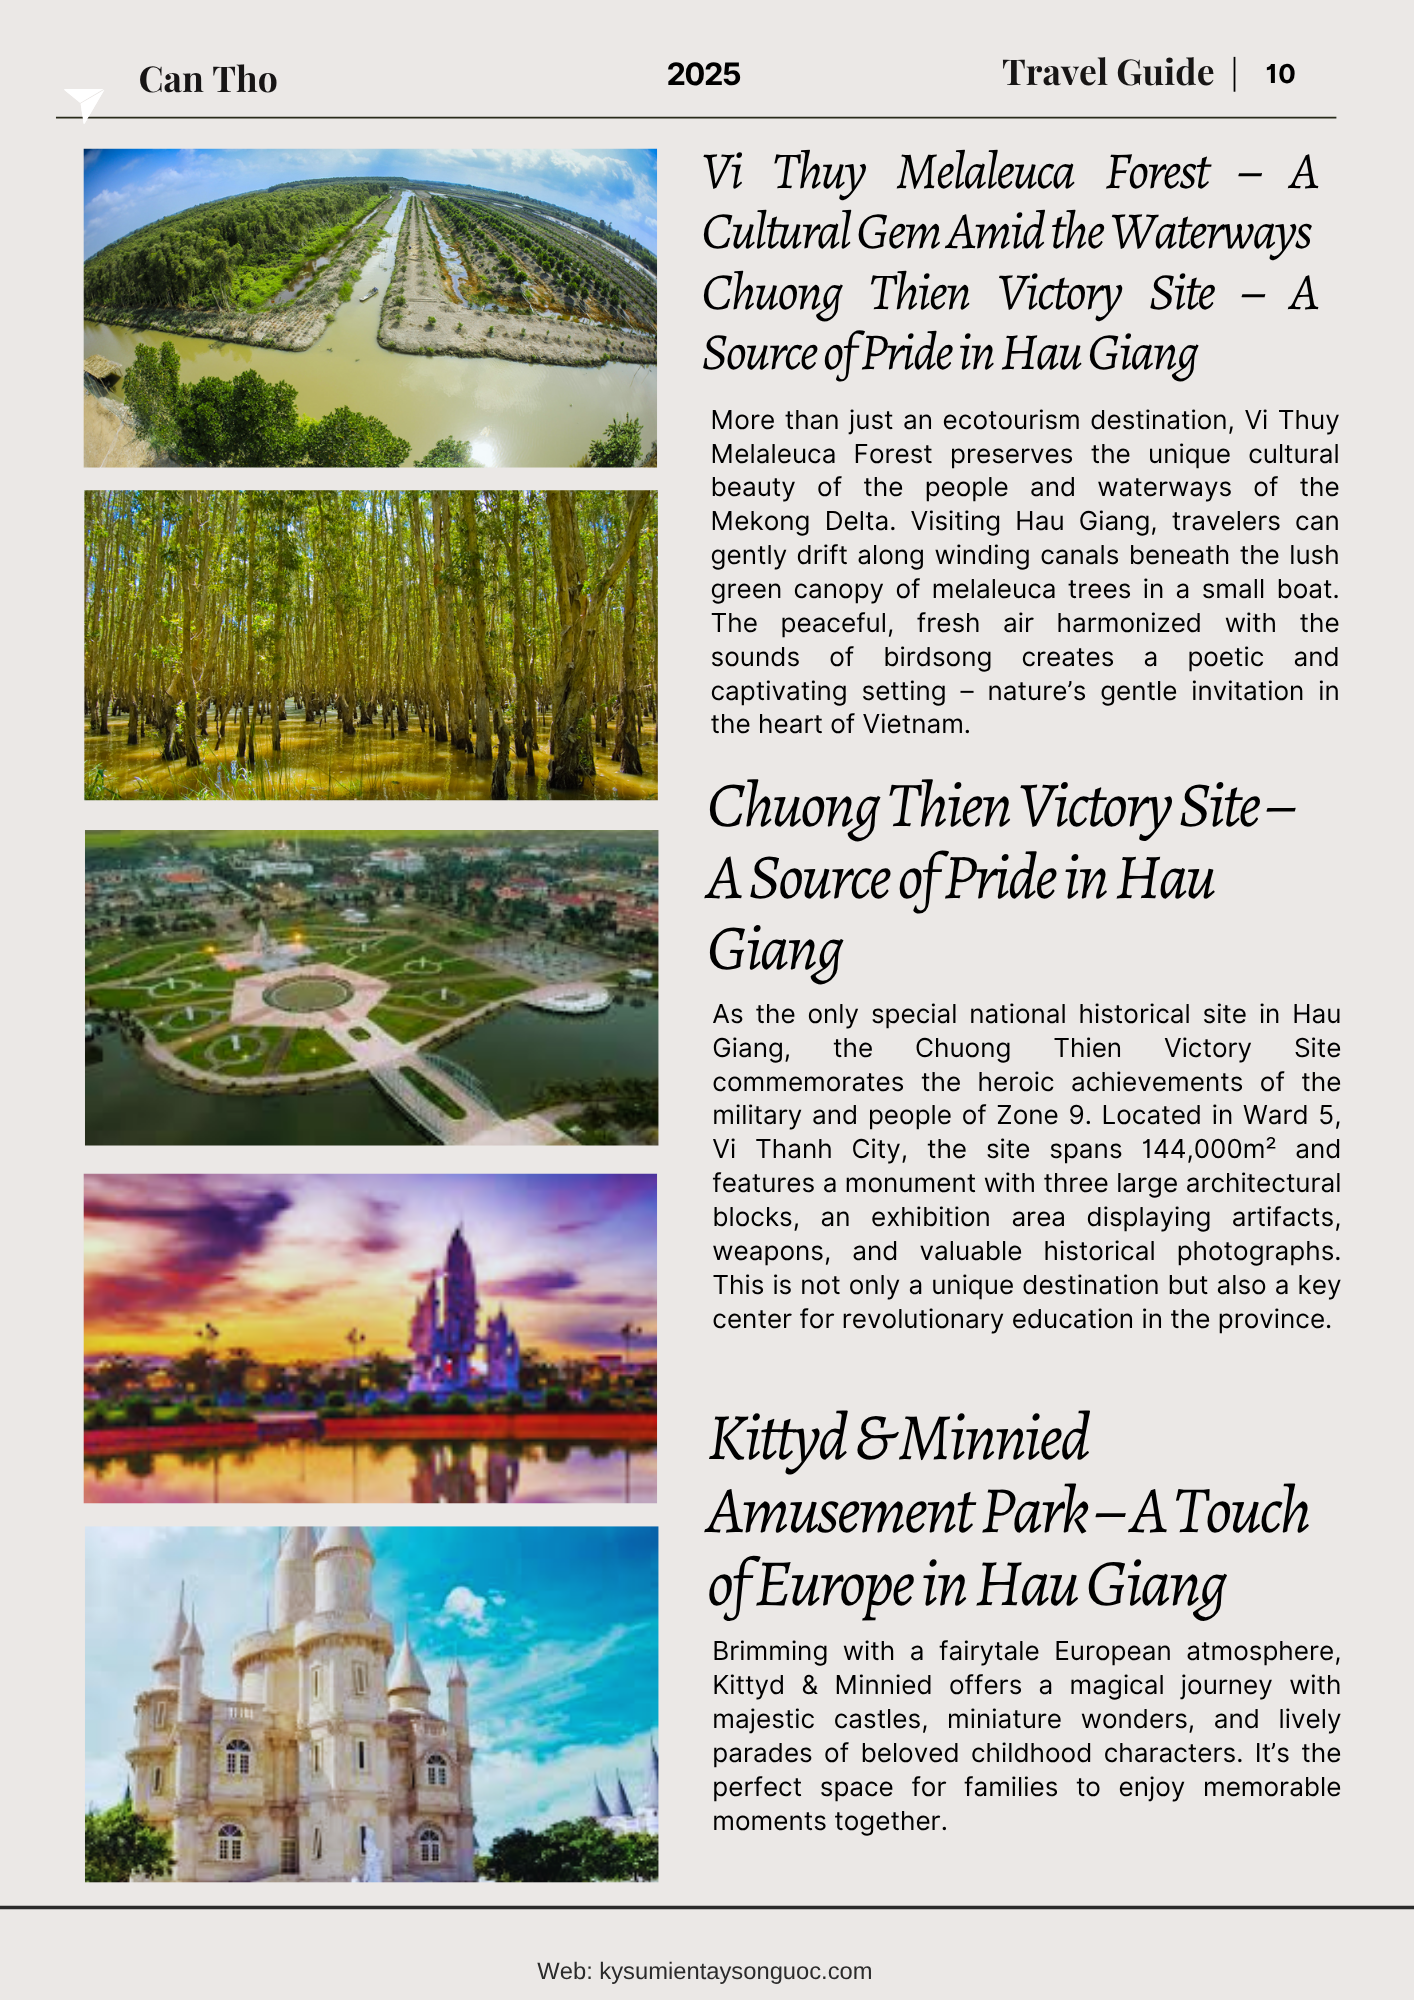 Can Tho
2025
Travel Guide | 10
Vi Thuy Melaleuca Forest – A
Cultural Gem Amid the Waterways
Chuong Thien Victory Site – A
Source of Pride in Hau Giang
More than just an ecotourism destination, Vi Thuy
Melaleuca Forest preserves the unique cultural
beauty of the people and waterways of the
Mekong Delta. Visiting Hau Giang, travelers can
gently drift along winding canals beneath the lush
green canopy of melaleuca trees in a small boat.
The peaceful, fresh air harmonized with the
sounds of birdsong creates a poetic and
captivating setting – nature’s gentle invitation in
the heart of Vietnam.
Chuong Thien Victory Site –
A Source of Pride in Hau
Giang
As the only special national historical site in Hau
Giang, the Chuong Thien Victory Site
commemorates the heroic achievements of the
military and people of Zone 9. Located in Ward 5,
Vi Thanh City, the site spans 144,000m² and
features a monument with three large architectural
blocks, an exhibition area displaying artifacts,
weapons, and valuable historical photographs.
This is not only a unique destination but also a key
center for revolutionary education in the province.
Kittyd & Minnied
Amusement Park – A Touch
of Europe in Hau Giang
Brimming with a fairytale European atmosphere,
Kittyd & Minnied offers a magical journey with
majestic castles, miniature wonders, and lively
parades of beloved childhood characters. It’s the
perfect space for families to enjoy memorable
moments together.
Web: kysumientaysonguoc.com